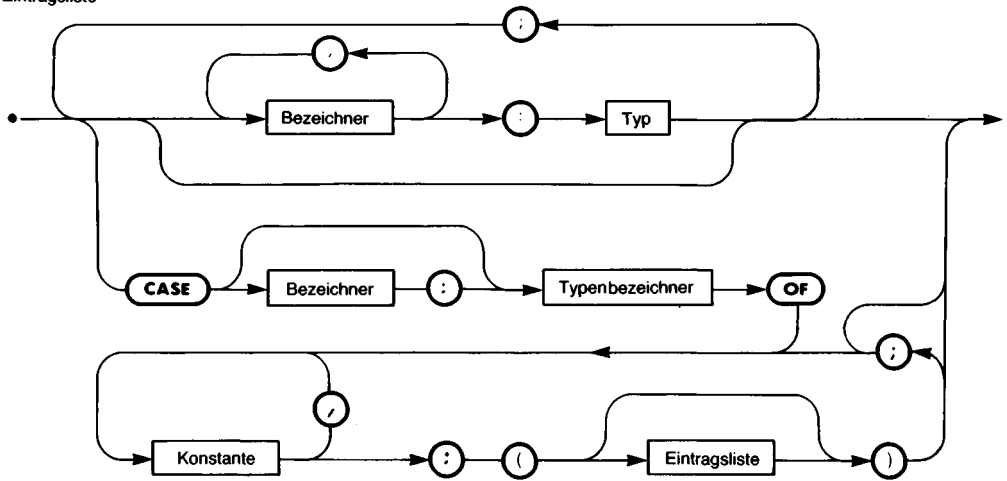 Eintragsliste
;
,
Bezeichner : Typ
CASE Bezeichner : Typenbezeichner OF
;
,
Konstante : ( Eintragsliste )